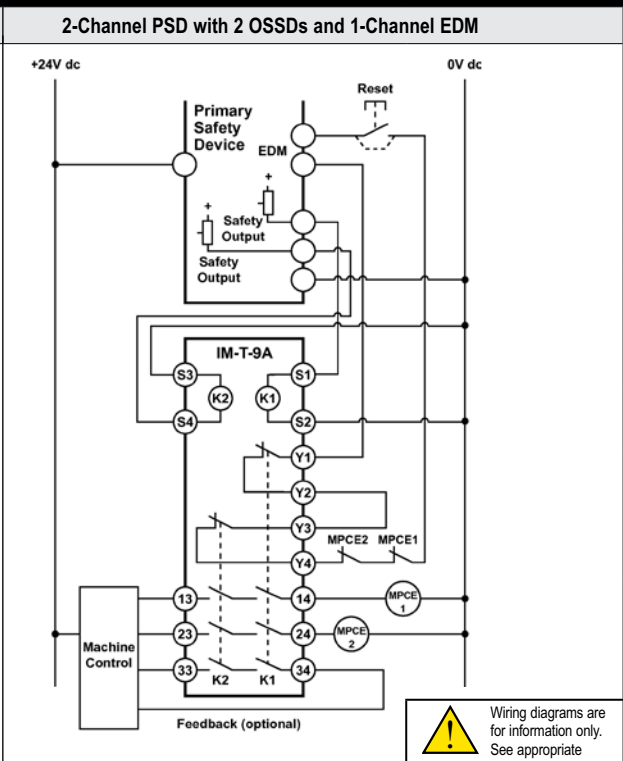 2-Channel PSD with 2 OSSDs and 1-Channel EDM
+24V dc
0V dc
Reset
Primary
Safety
Device
EDM
+
+
Safety
Output
Safety
Output
IM-T-9A
S3
S1
K2
K1
S4
S2
Y1
Y2
Y3
MPCE2
MPCE1
Y4
13
14
MPCE
1
23
24
MPCE
2
Machine
Control
33
K2
K1
34
Feedback (optional)
!
Wiring diagrams are
for information only.
See appropriate